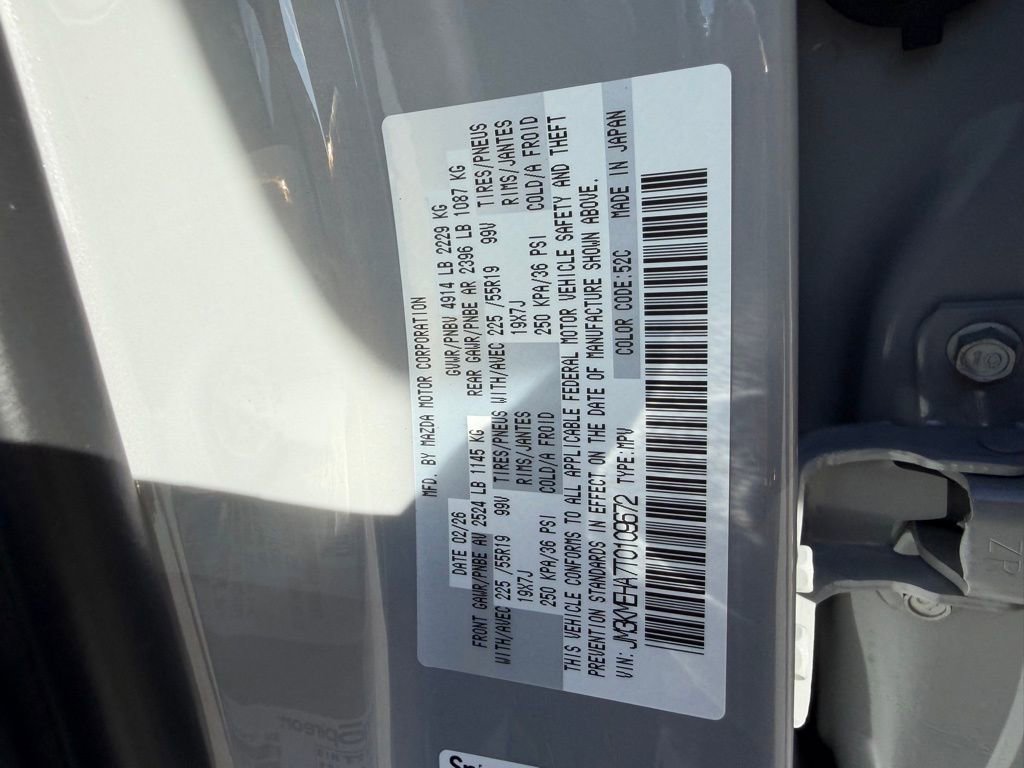 MFD. BY MAZDA MOTOR CORPORATION
DATE 02/26 GVWR/PNBV 4914 LB 2229 KG
FRONT GAWR/PNBE AV 2524 LB 1145 KG REAR GAWR/PNBE AR 2396 LB 1087 KG
WITH/AVEC 225 /55R19 99V TIRES/PNEUS WITH/AVEC 225 /55R19 99V TIRES/PNEUS
19X7J RIMS/JANTES 19X7J RIMS/JANTES
250 KPA/36 PSI COLD/A FROID 250 KPA/36 PSI COLD/A FROID
THIS VEHICLE CONFORMS TO ALL APPLICABLE FEDERAL MOTOR VEHICLE SAFETY AND THEFT
PREVENTION STANDARDS IN EFFECT ON THE DATE OF MANUFACTURE SHOWN ABOVE.
VIN: JM3KMEHA7T0109672 TYPE:MPV COLOR CODE:52C MADE IN JAPAN
10
ZP